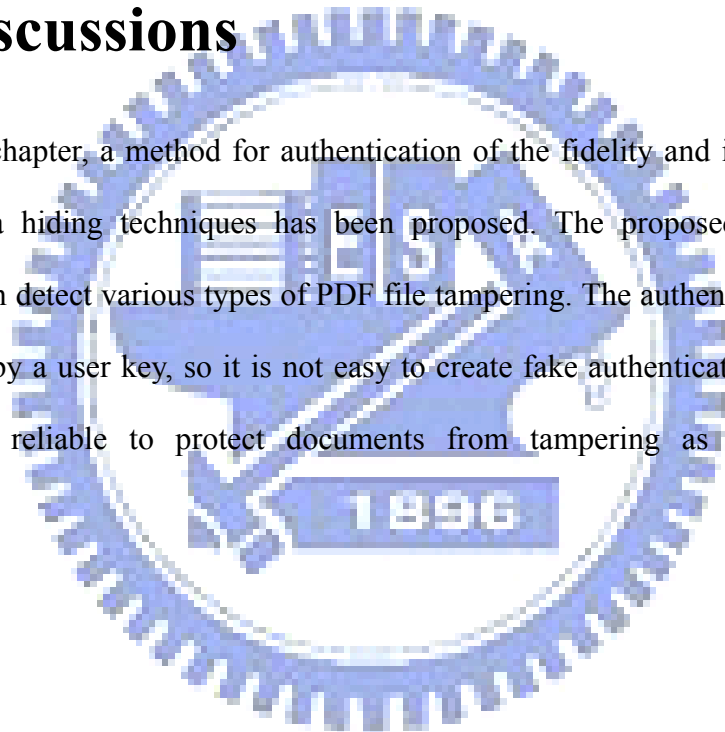 scussions
chapter, a method for authentication of the fidelity and i
a hiding techniques has been proposed. The propose
n detect various types of PDF file tampering. The authen
by a user key, so it is not easy to create fake authenticat
reliable to protect documents from tampering as
1896